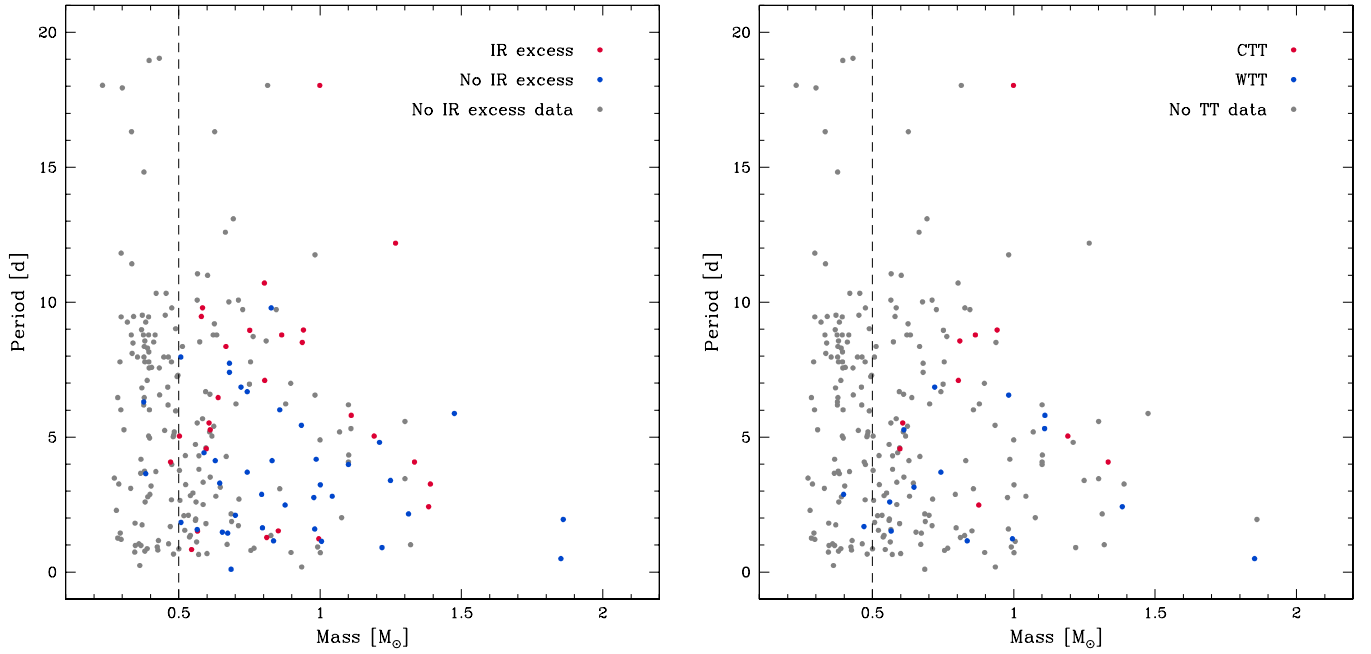 20
15
10
5
0
Period [d]
0.5
1
1.5
2
Mass [M☉]
IR excess
No IR excess
No IR excess data
20
15
10
5
0
Period [d]
0.5
1
1.5
2
Mass [M☉]
CTT
WTT
No TT data